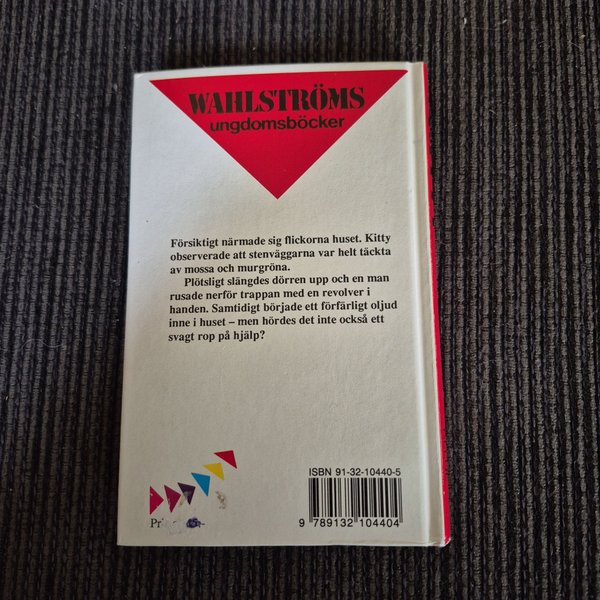 WAHLSTRÖMS
ungdomsböcker
Försiktigt närmade sig flickorna huset. Kitty
observerade att stenväggarna var helt täckta
av mossa och murgröna.
Plötsligt slängdes dörren upp och en man
rusade nerför trappan med en revolver i
handen. Samtidigt började ett förfärligt oljud
inne i huset – men hördes det inte också ett
svagt rop på hjälp?
ISBN 91-32-10440-5
9 789132 104404